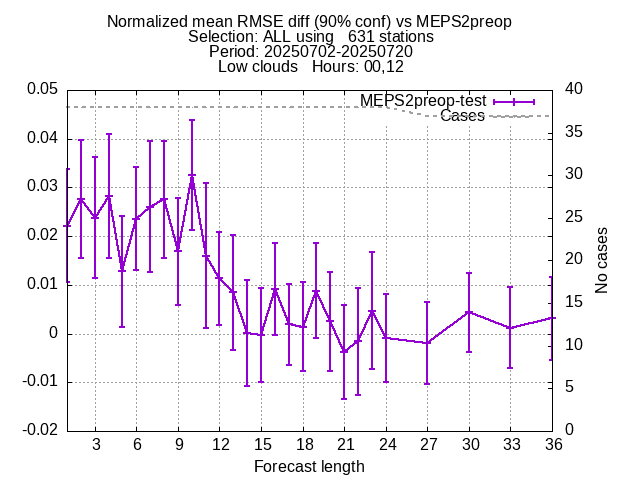 Normalized mean RMSE diff (90% conf) vs MEPS2preop
Selection: ALL using   631 stations
Period: 20250702-20250720
Low clouds   Hours: 00,12
MEPS2preop-test
Cases
0.05
0.04
0.03
0.02
0.01
0
-0.01
-0.02
40
35
30
25
20
15
10
5
0
No cases
3 6 9 12 15 18 21 24 27 30 33 36
Forecast length